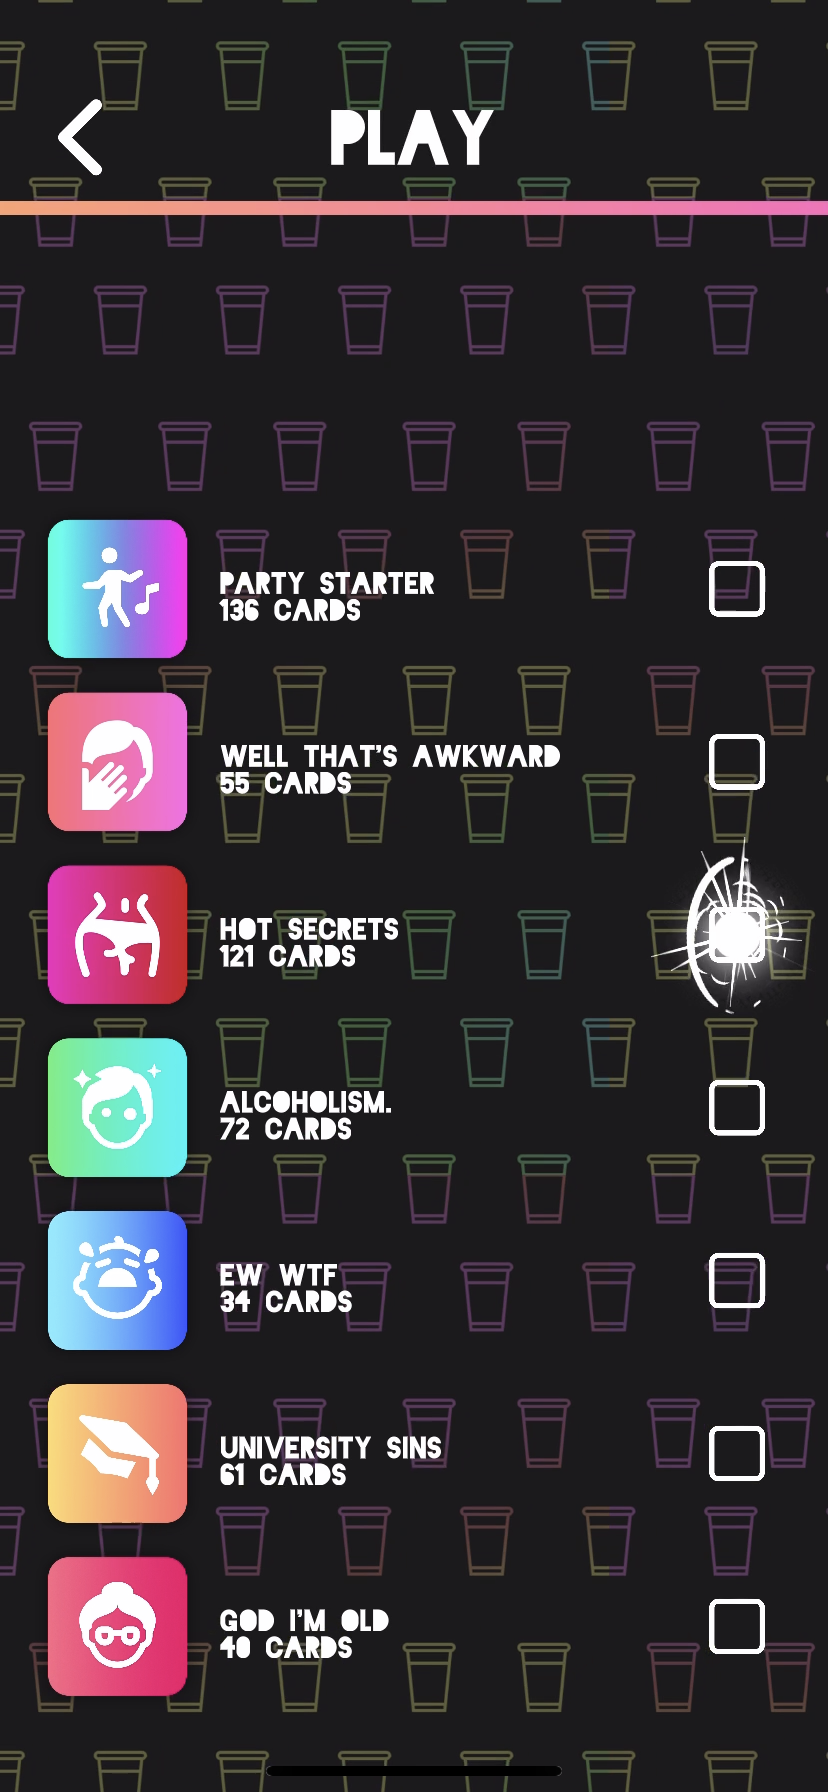 PLAY
PARTY STARTER
136 CARDS
WELL THAT'S AWKWARD
55 CARDS
HOT SECRETS
121 CARDS
ALCOHOLISM.
72 CARDS
EW WTF
34 CARDS
UNIVERSITY SINS
61 CARDS
GOD I'M OLD
40 CARDS